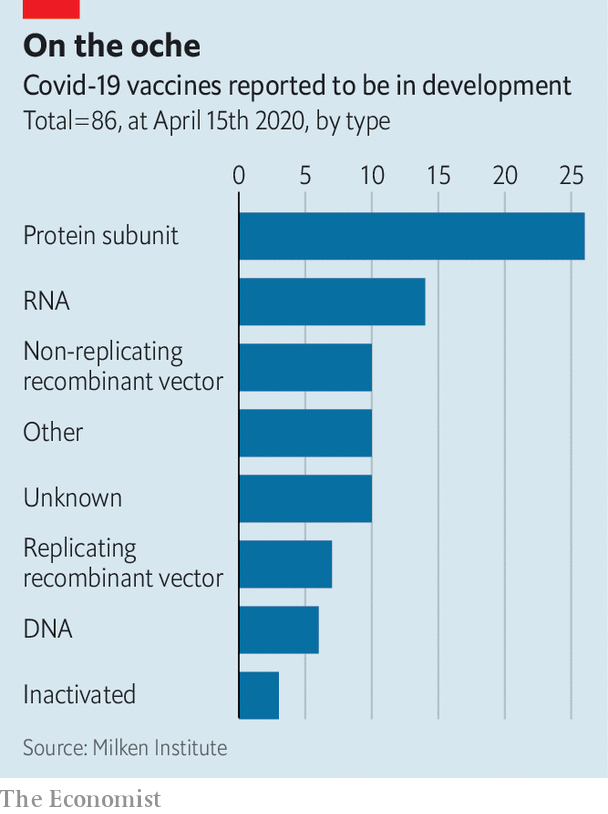 On the oche
Covid-19 vaccines reported to be in development
Total=86, at April 15th 2020, by type
0 5 10 15 20 25
Protein subunit
RNA
Non-replicating
recombinant vector
Other
Unknown
Replicating
recombinant vector
DNA
Inactivated
Source: Milken Institute
The Economist